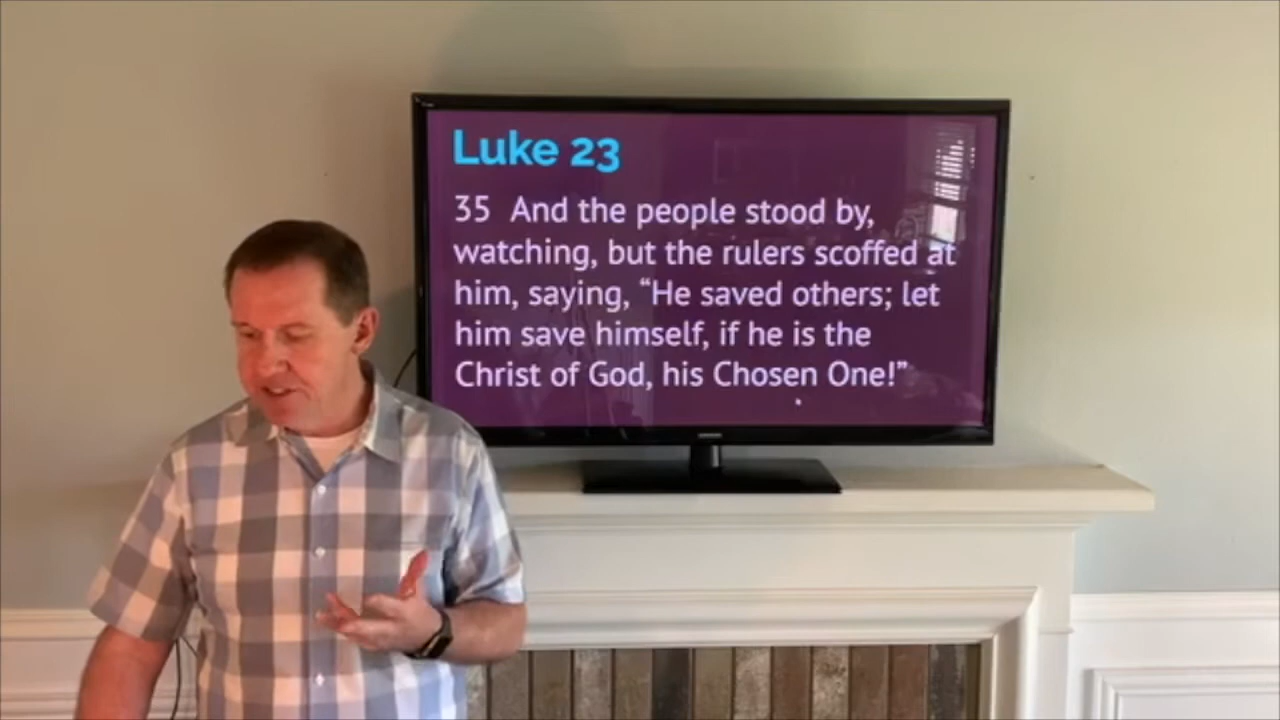 Luke 23
35 And the people stood by,
watching, but the rulers scoffed at
him, saying, “He saved others; let
him save himself, if he is the
Christ of God, his Chosen One!”